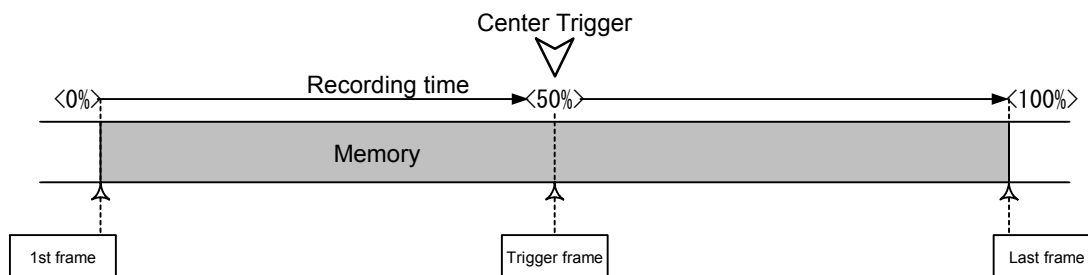 Center Trigger
Recording time
<0%>
<50%>
<100%>
Memory
1st frame
Trigger frame
Last frame